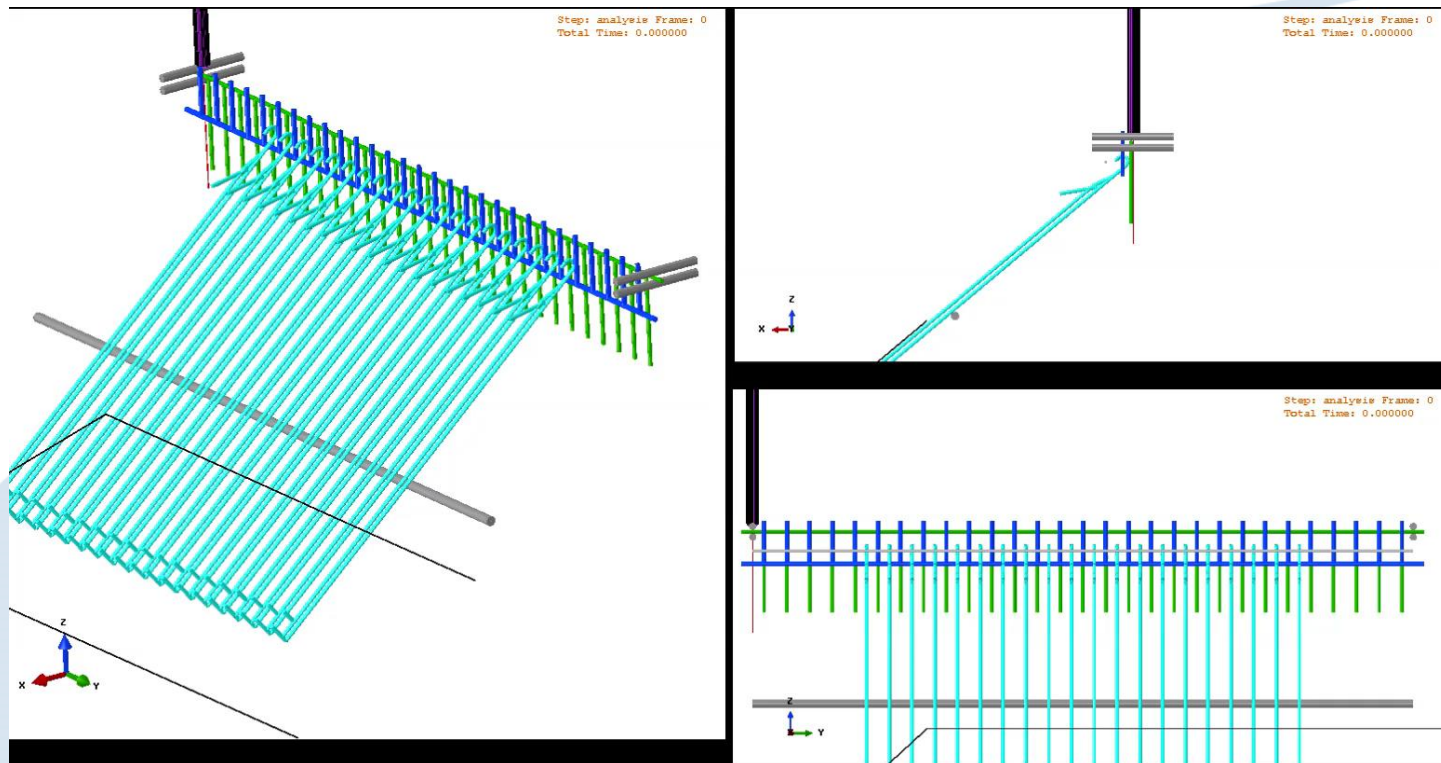 Step: analysis Frame: 0
Total Time: 0.000000
Z
X
Y
Step: analysis Frame: 0
Total Time: 0.000000
Z
X
Y
Step: analysis Frame: 0
Total Time: 0.000000
Z
X
Y